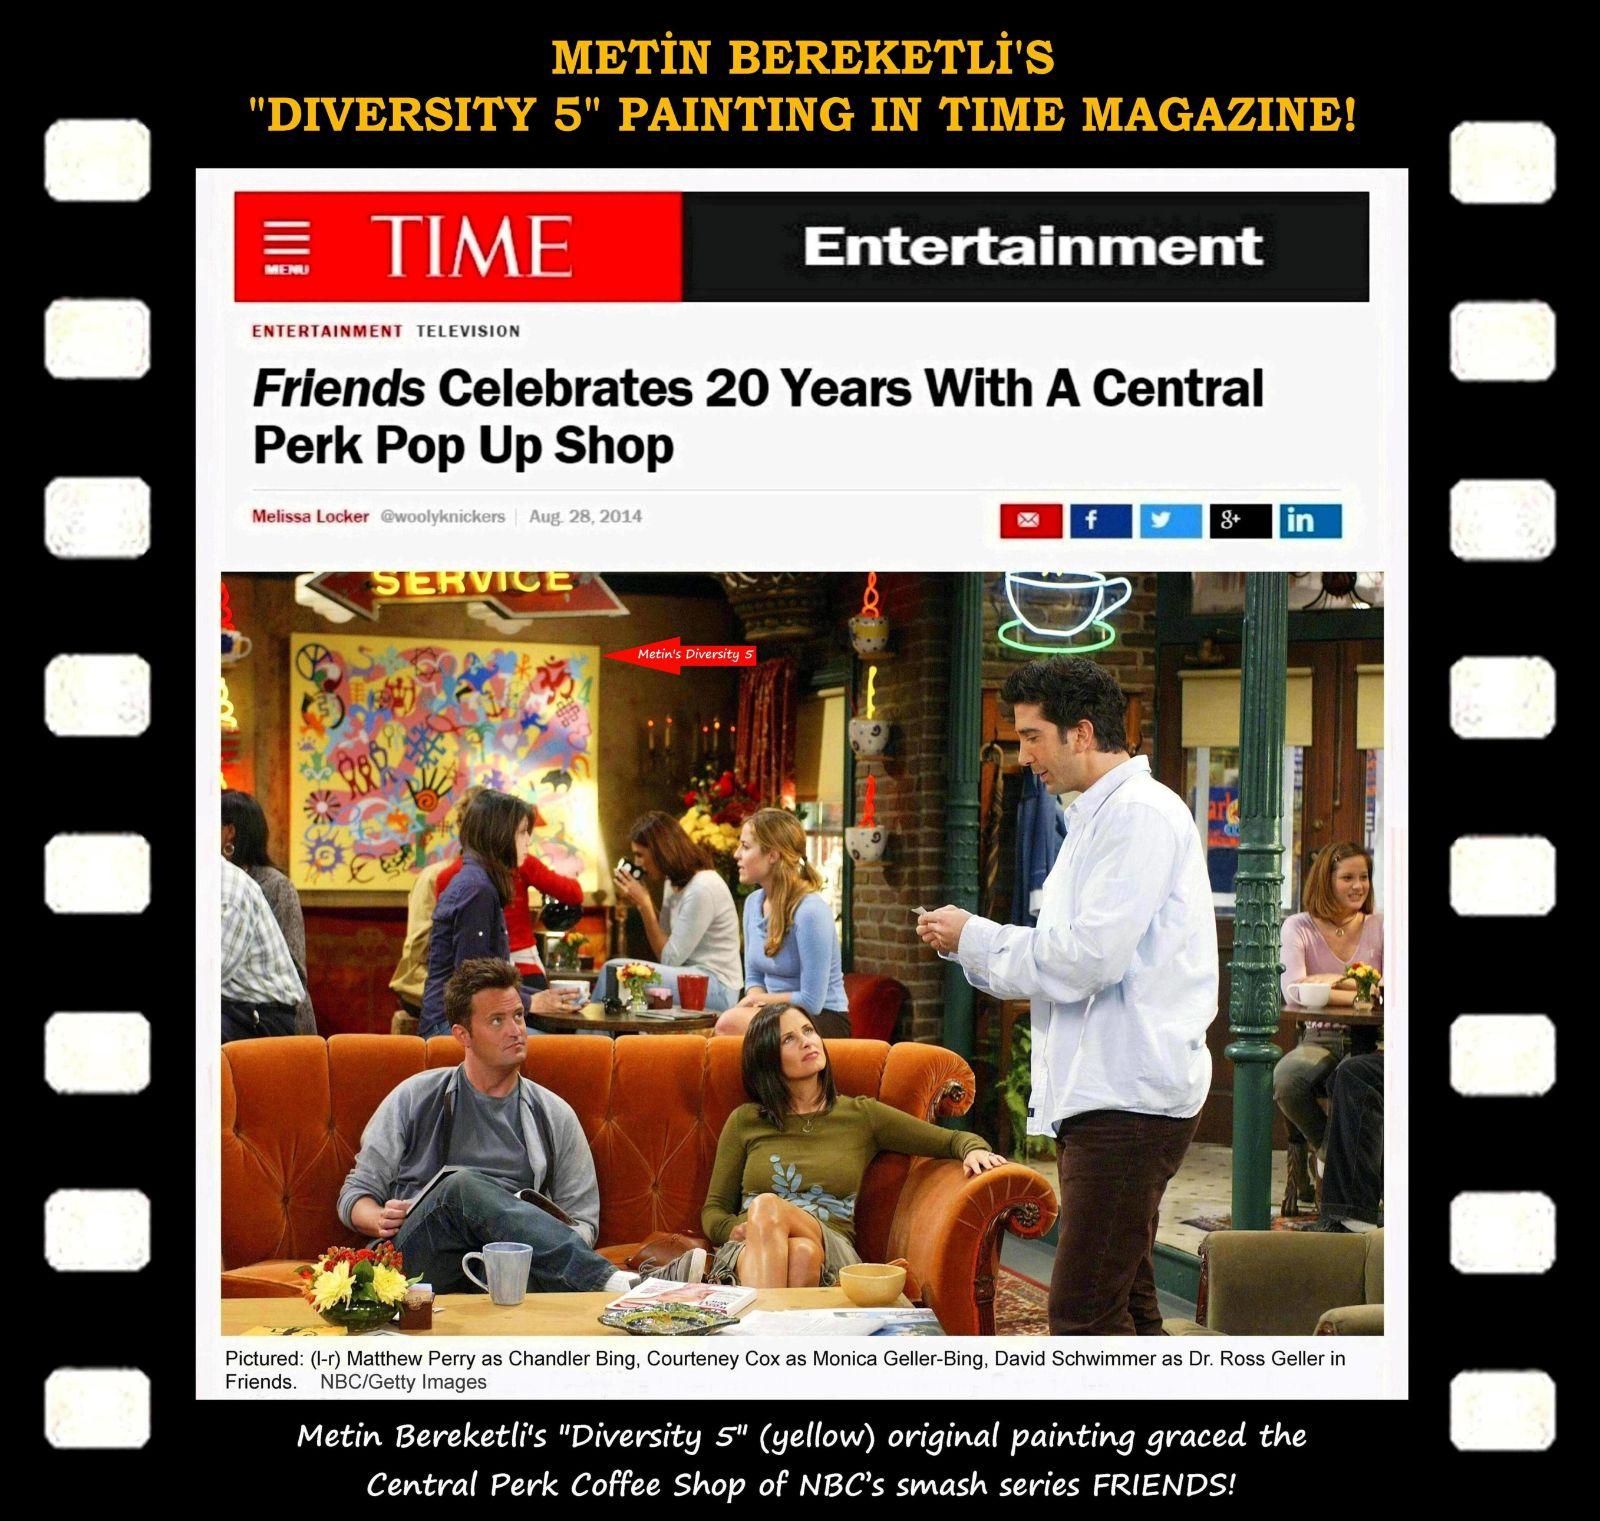 METİN BEREKETLİ'S
"DIVERSITY 5" PAINTING IN TIME MAGAZINE!
MENU
TIME
Entertainment
ENTERTAINMENT TELEVISION
Friends Celebrates 20 Years With A Central
Perk Pop Up Shop
Melissa Locker @woolyknickers | Aug. 28, 2014
f
8+
in
SERVICE
Metin's Diversity 5
Pictured: (l-r) Matthew Perry as Chandler Bing, Courteney Cox as Monica Geller-Bing, David Schwimmer as Dr. Ross Geller in
Friends. NBC/Getty Images
Metin Bereketli's "Diversity 5" (yellow) original painting graced the
Central Perk Coffee Shop of NBC's smash series FRIENDS!